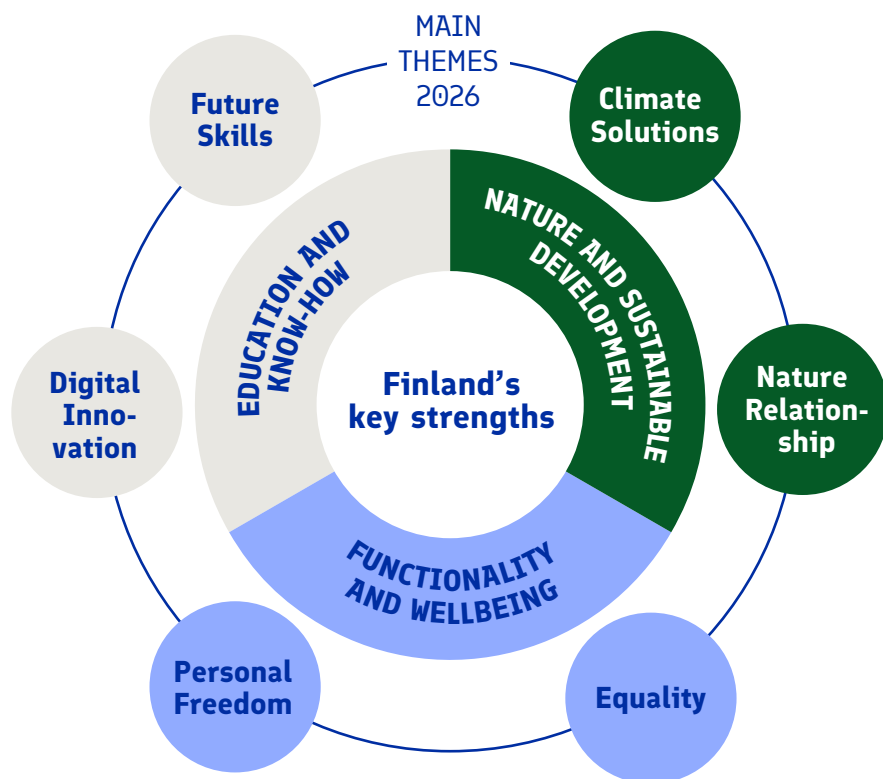 MAIN
THEMES
2026
Future
Skills
Climate
Solutions
EDUCATION AND
KNOW-HOW
NATURE AND SUSTAINABLE
DEVELOPMENT
Finland’s
key strengths
Digital
Inno-
vation
Nature
Relation-
ship
FUNCTIONALITY
AND WELLBEING
Personal
Freedom
Equality